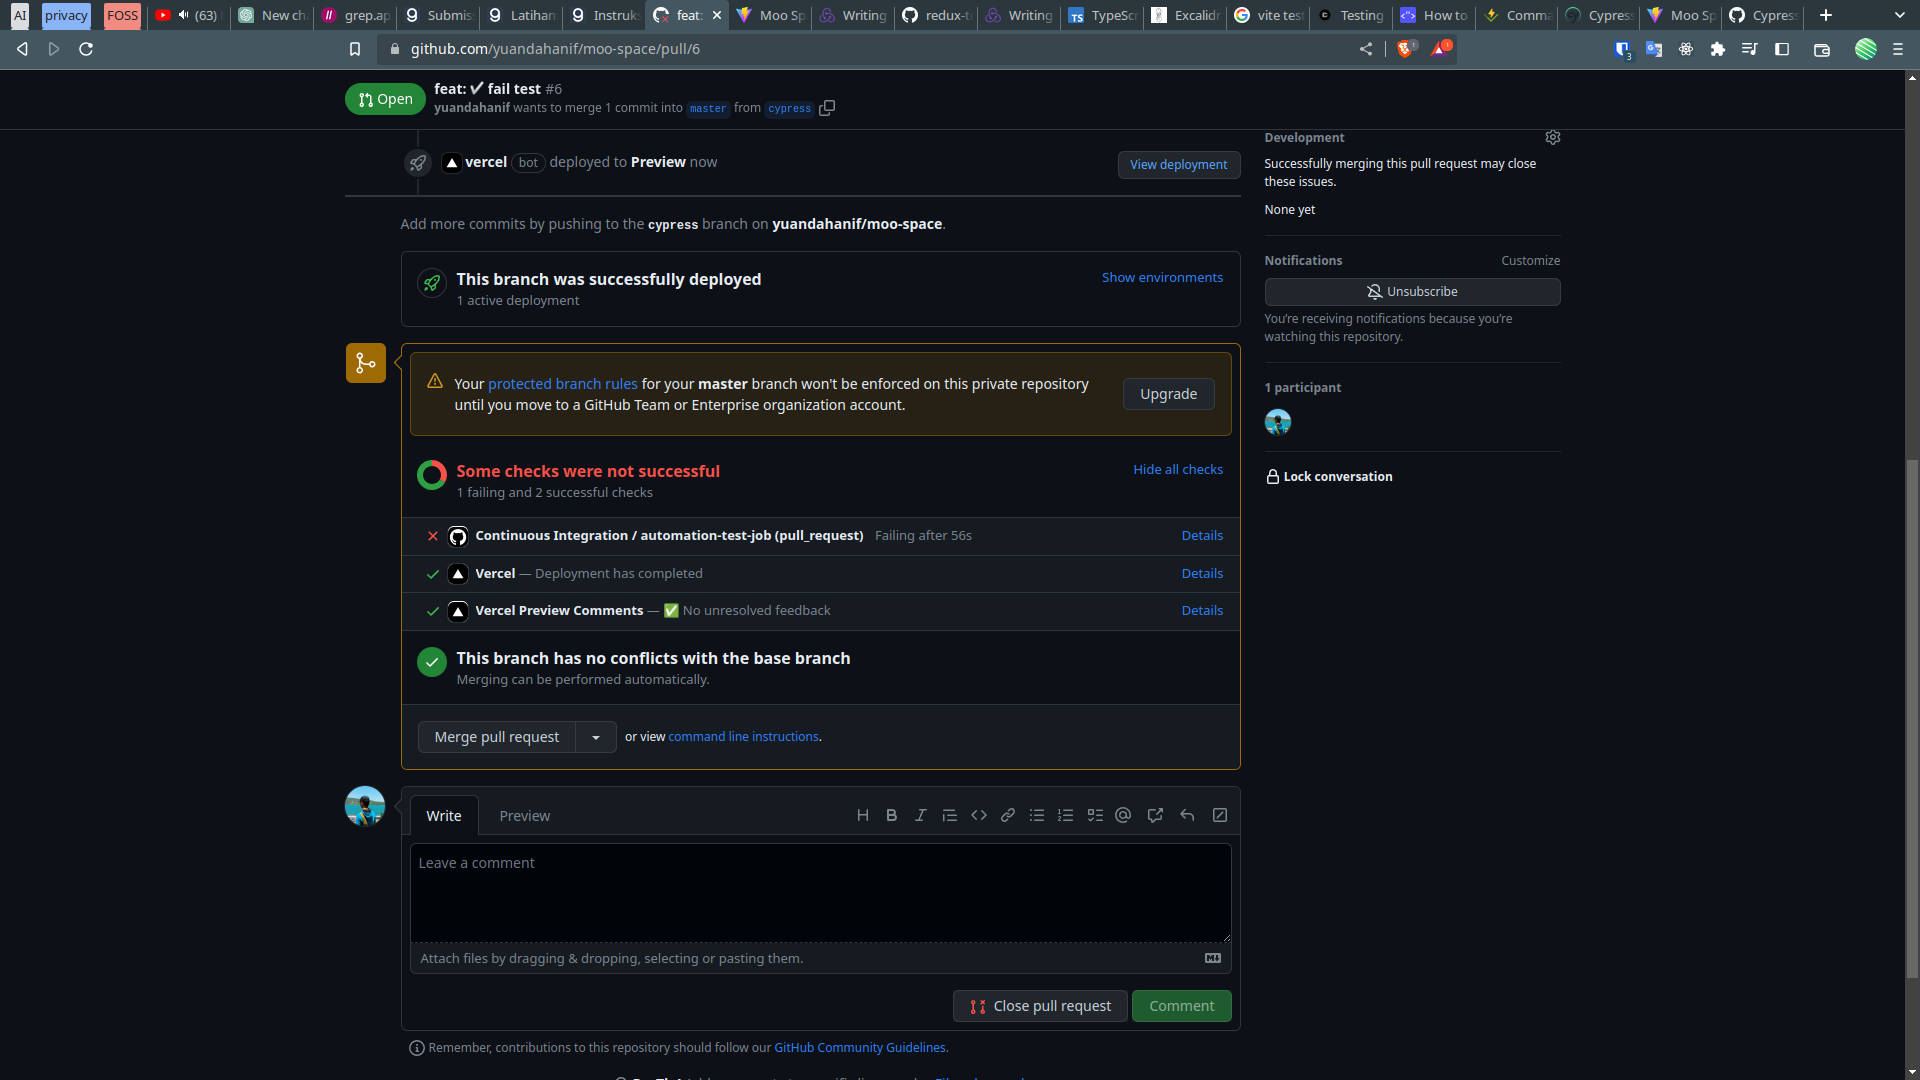 AI
privacy
FOSS
(63)
New ch
grep.ap
Submis
Latihan
Instruks
feat:
Moo Sp
Writing
redux-t
Writing
TypeScr
Excalidr
vite test
Testing
How to
Comma
Cypres
Moo Sp
Cypress
github.com/yuandahanif/moo-space/pull/6
1
1
3
Open
feat: ✔ fail test #6
yuandahanif wants to merge 1 commit into master from cypress
vercel bot deployed to Preview now
View deployment
Add more commits by pushing to the cypress branch on yuandahanif/moo-space.
This branch was successfully deployed
1 active deployment
Show environments
Your protected branch rules for your master branch won't be enforced on this private repository
until you move to a GitHub Team or Enterprise organization account.
Upgrade
Some checks were not successful
1 failing and 2 successful checks
Hide all checks
Continuous Integration / automation-test-job (pull_request) Failing after 56s
Details
Vercel — Deployment has completed
Details
Vercel Preview Comments — ✅ No unresolved feedback
Details
This branch has no conflicts with the base branch
Merging can be performed automatically.
Merge pull request
or view command line instructions.
Write
Preview
Leave a comment
Attach files by dragging & dropping, selecting or pasting them.
Close pull request
Comment
Remember, contributions to this repository should follow our GitHub Community Guidelines.
Development
Successfully merging this pull request may close
these issues.
None yet
Notifications
Customize
Unsubscribe
You're receiving notifications because you're
watching this repository.
1 participant
Lock conversation